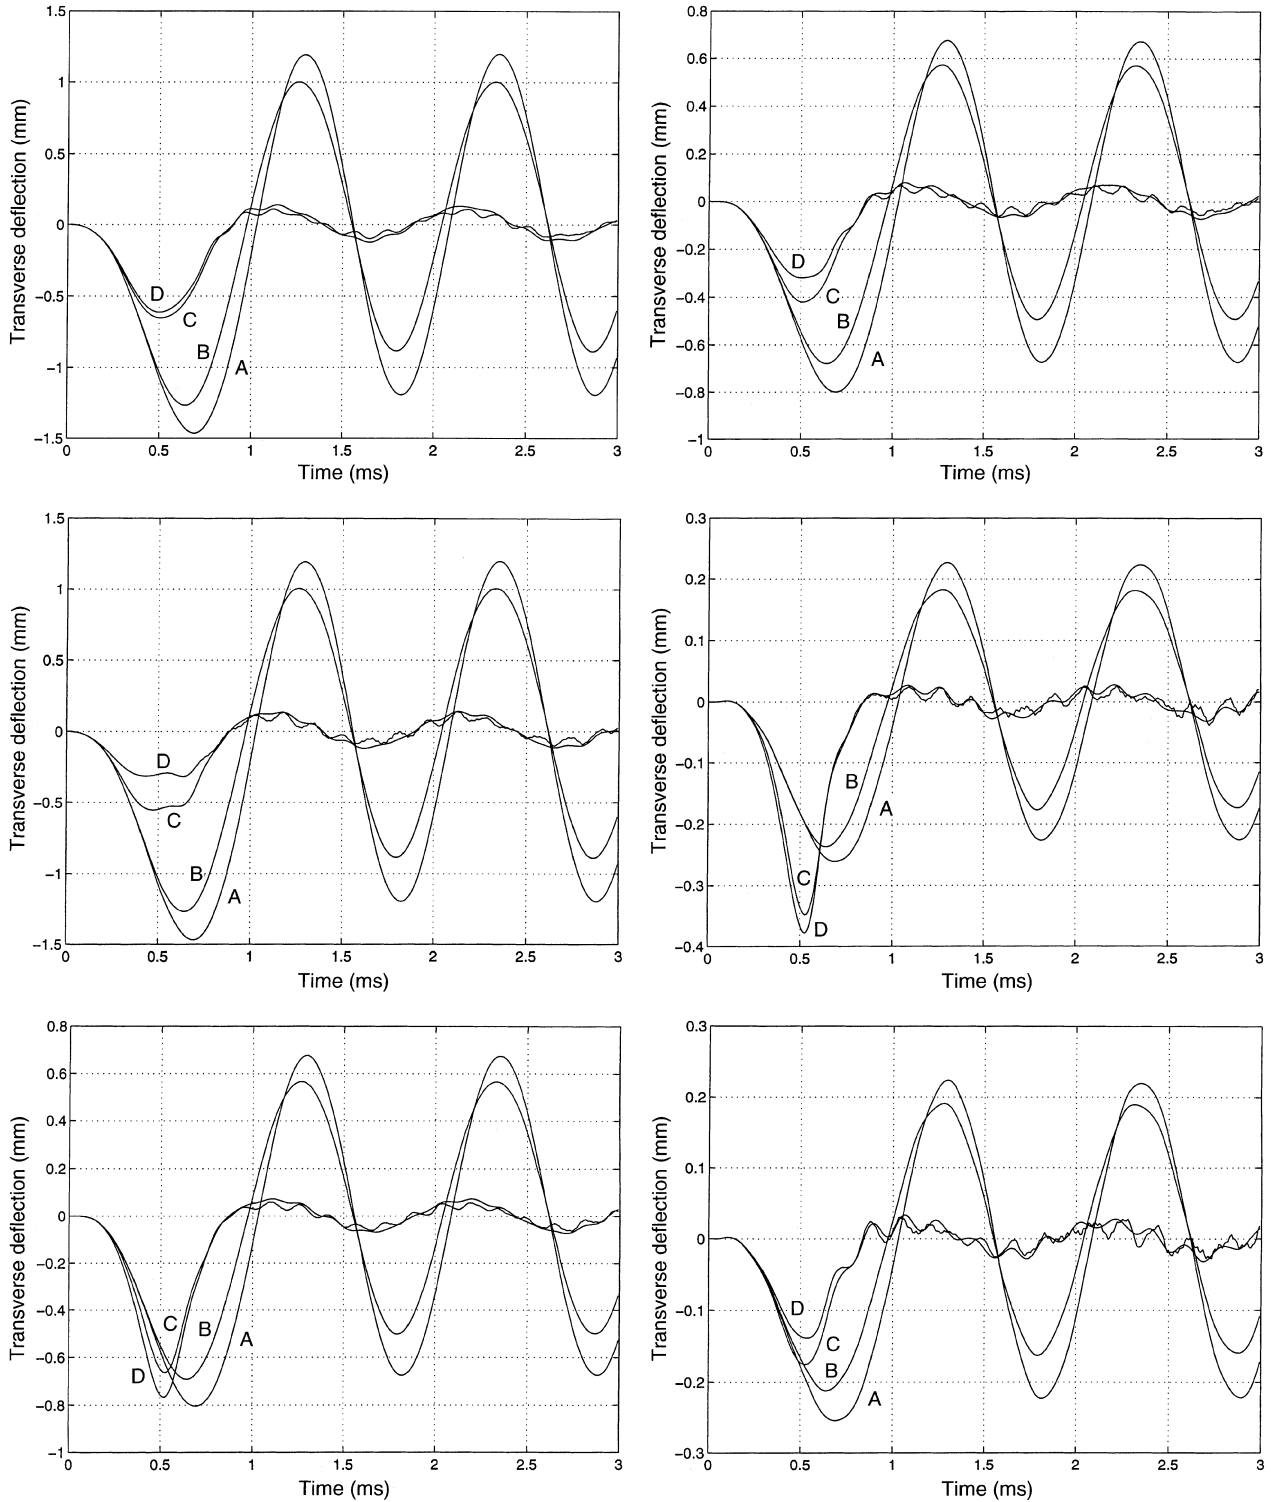 1.5
1
0.5
0
−0.5
−1
−1.5
Transverse deflection (mm)
D
C
B
A
0 0.5 1 1.5 2 2.5 3
Time (ms)
0.8
0.6
0.4
0.2
0
−0.2
−0.4
−0.6
−0.8
−1
Transverse deflection (mm)
D
C
B
A
0 0.5 1 1.5 2 2.5 3
Time (ms)
1.5
1
0.5
0
−0.5
−1
−1.5
Transverse deflection (mm)
D
C
B
A
0 0.5 1 1.5 2 2.5 3
Time (ms)
0.3
0.2
0.1
0
−0.1
−0.2
−0.3
−0.4
Transverse deflection (mm)
B
A
C
D
0 0.5 1 1.5 2 2.5 3
Time (ms)
0.8
0.6
0.4
0.2
0
−0.2
−0.4
−0.6
−0.8
−1
Transverse deflection (mm)
C
B
A
D
0 0.5 1 1.5 2 2.5 3
Time (ms)
0.3
0.2
0.1
0
−0.1
−0.2
−0.3
Transverse deflection (mm)
D
C
B
A
0 0.5 1 1.5 2 2.5 3
Time (ms)